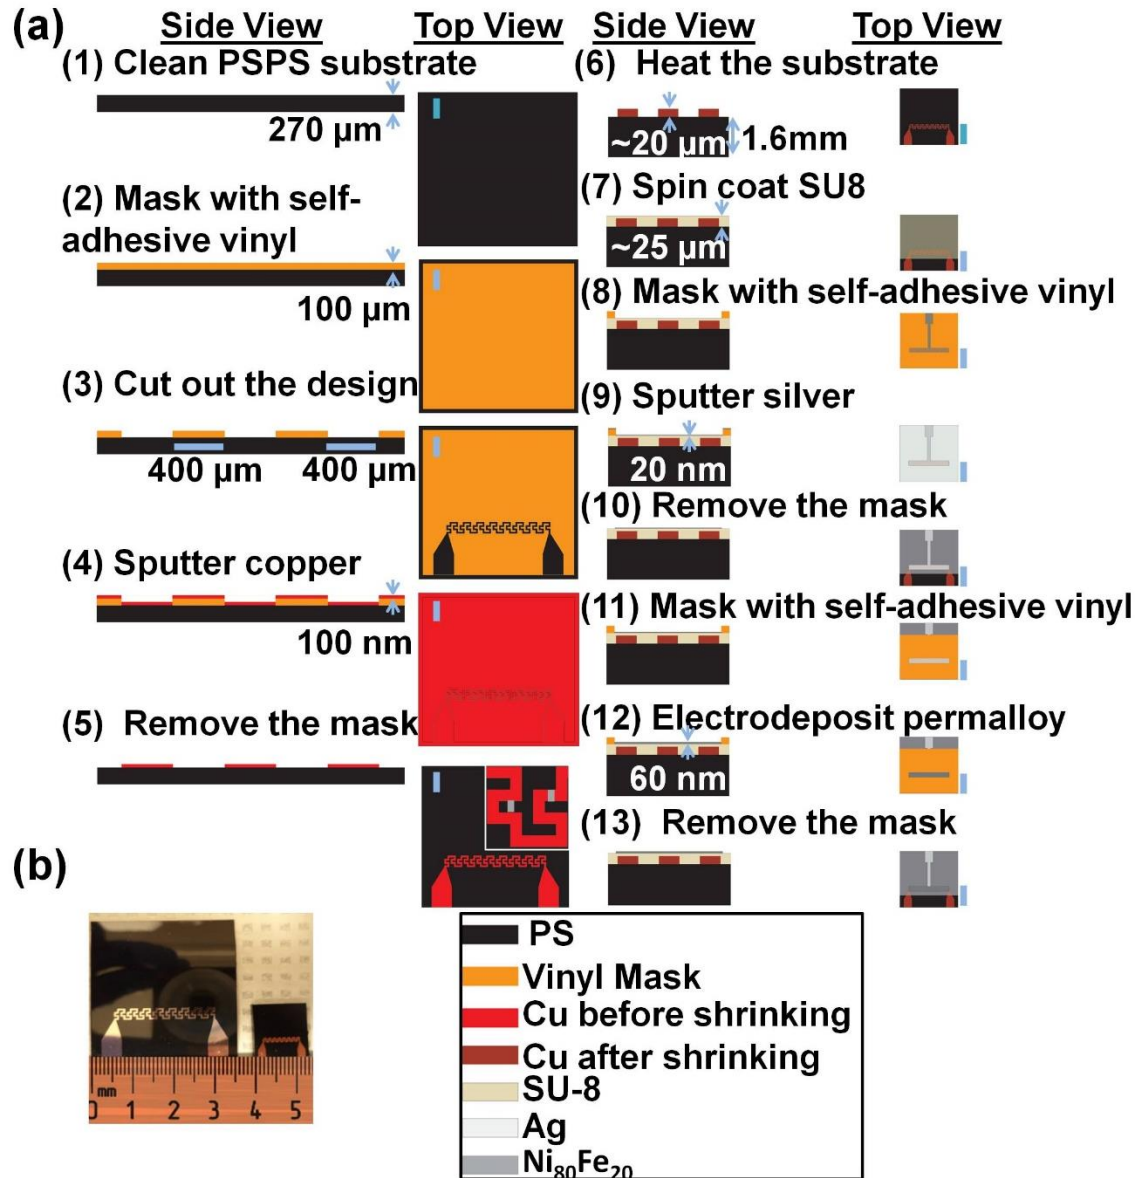 (a)
Side View
Top View
(1) Clean PSPS substrate
270 µm
(2) Mask with self-
adhesive vinyl
100 µm
(3) Cut out the design
400 µm 400 µm
(4) Sputter copper
100 nm
(5) Remove the mask
Side View
Top View
(6) Heat the substrate
~20 µm
1.6mm
(7) Spin coat SU8
~25 µm
(8) Mask with self-adhesive vinyl
(9) Sputter silver
20 nm
(10) Remove the mask
(11) Mask with self-adhesive vinyl
(12) Electrodeposit permalloy
60 nm
(13) Remove the mask
(b)
mm
0 1 2 3 4 5
PS
Vinyl Mask
Cu before shrinking
Cu after shrinking
SU-8
Ag
Ni₈₀Fe₂₀